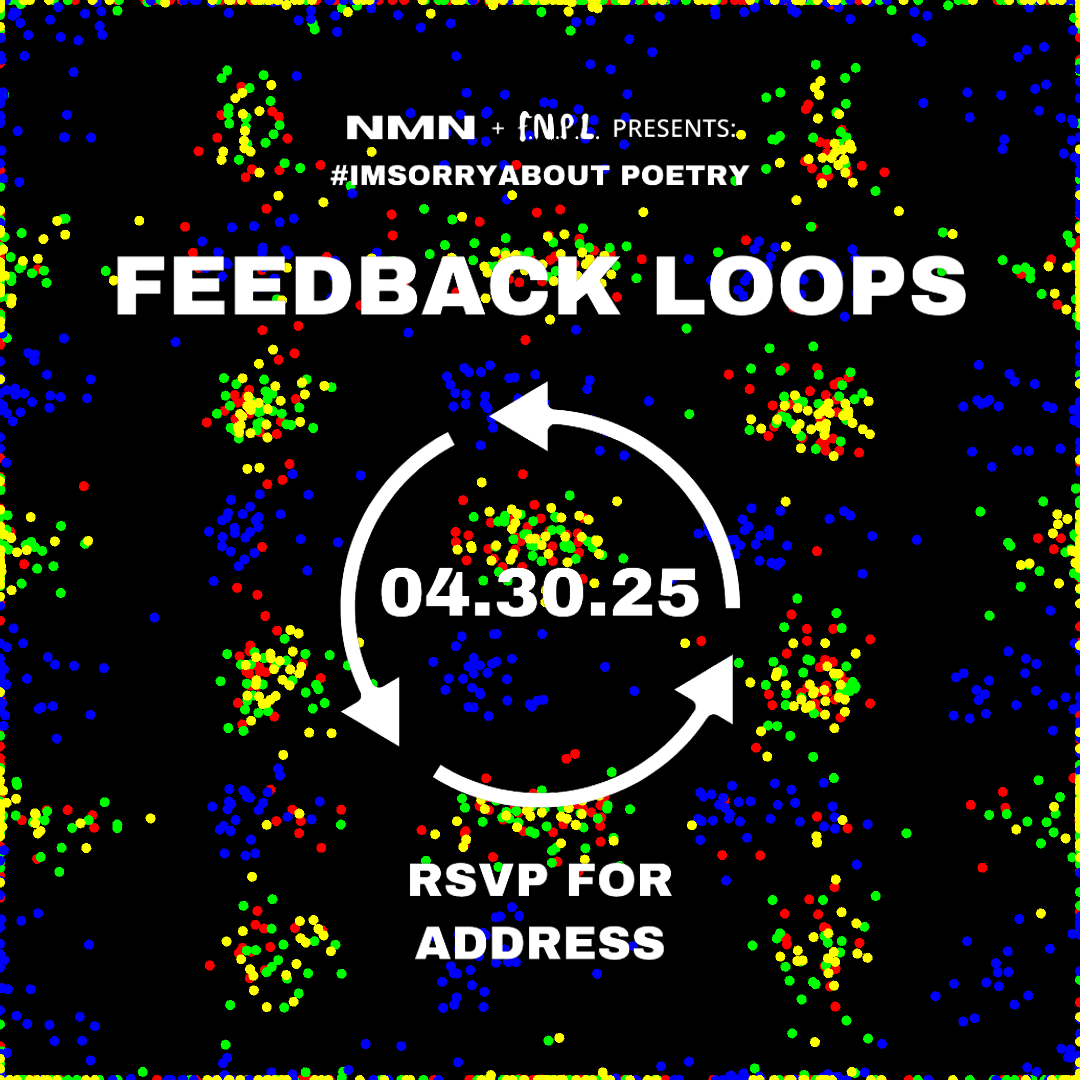 NMN + F.N.P.L. PRESENTS:
#IMSORRYABOUT POETRY
FEEDBACK LOOPS
04.30.25
RSVP FOR
ADDRESS